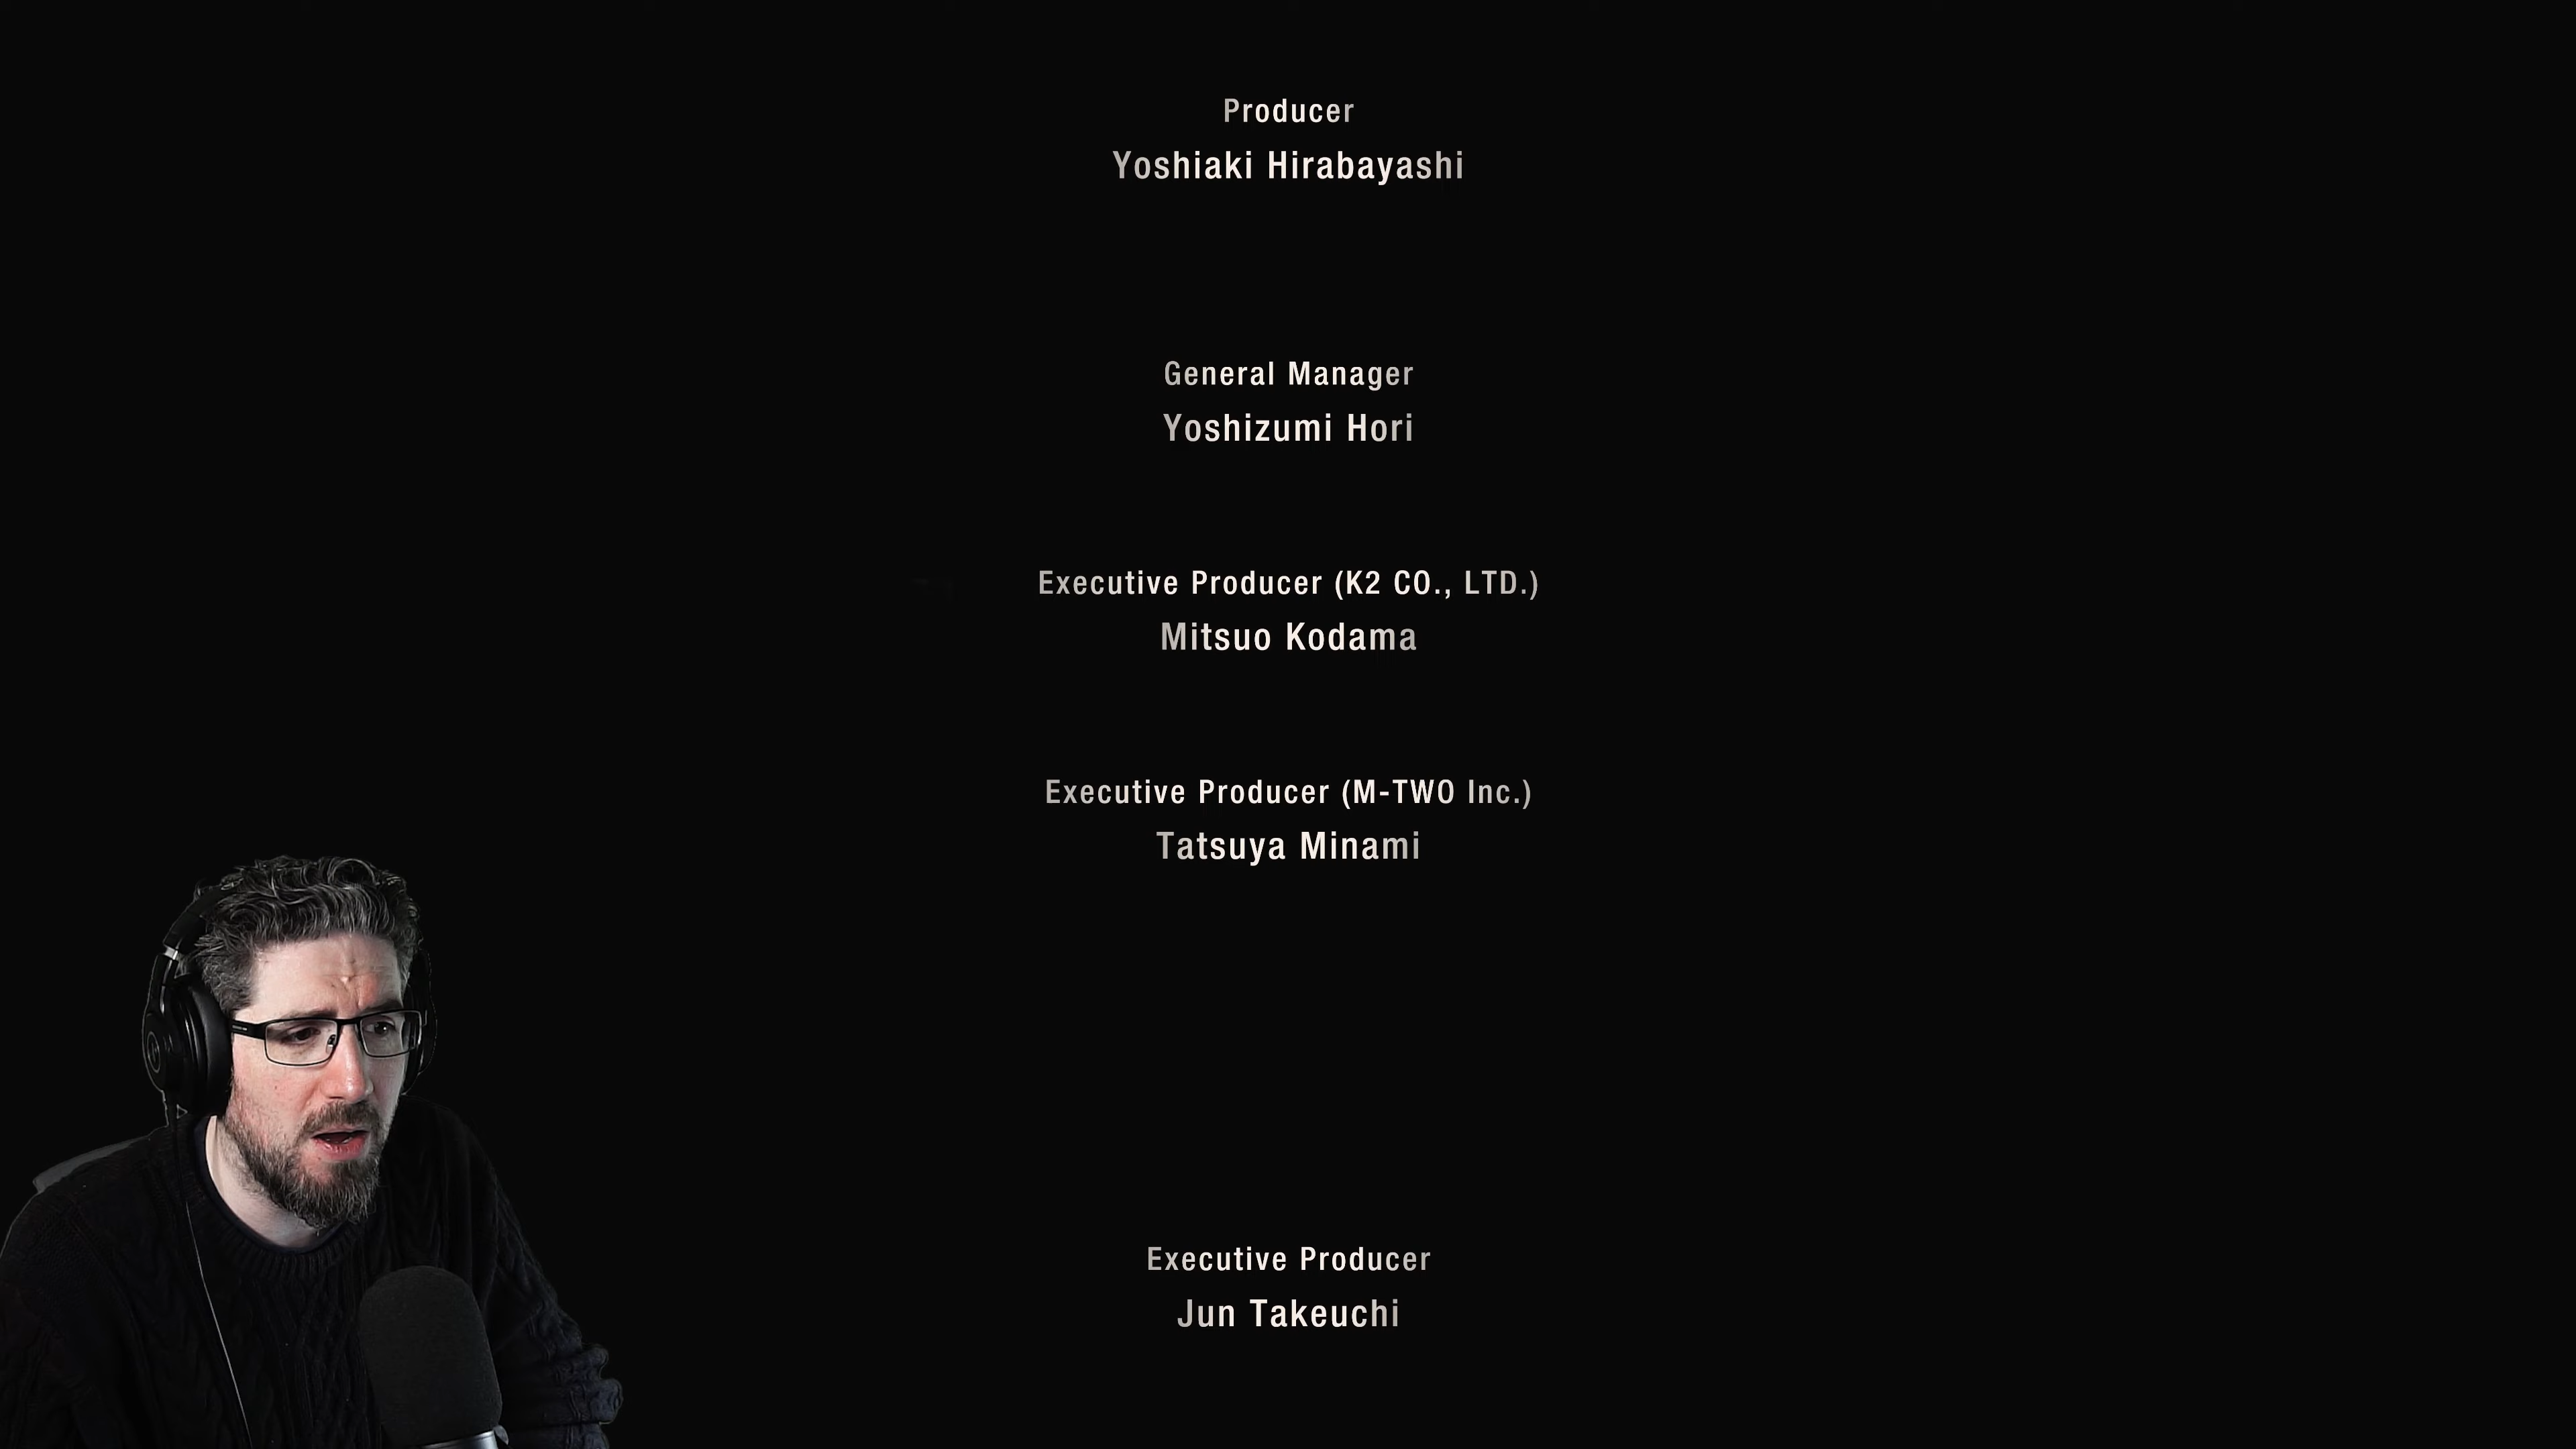 Producer
Yoshiaki Hirabayashi
General Manager
Yoshizumi Hori
Executive Producer (K2 CO., LTD.)
Mitsuo Kodama
Executive Producer (M-TWO Inc.)
Tatsuya Minami
Executive Producer
Jun Takeuchi